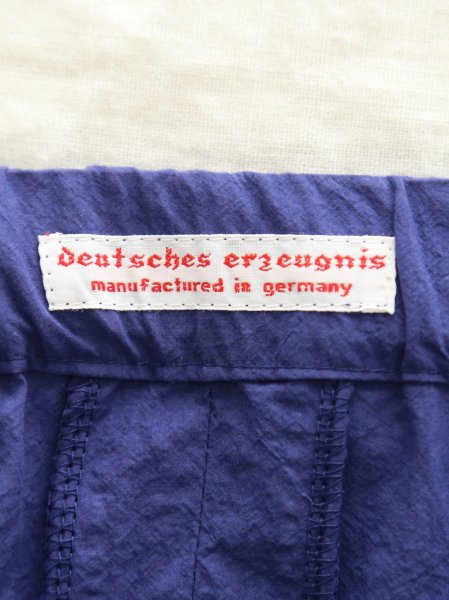 deutsches erzeugnis
manufactured in germany